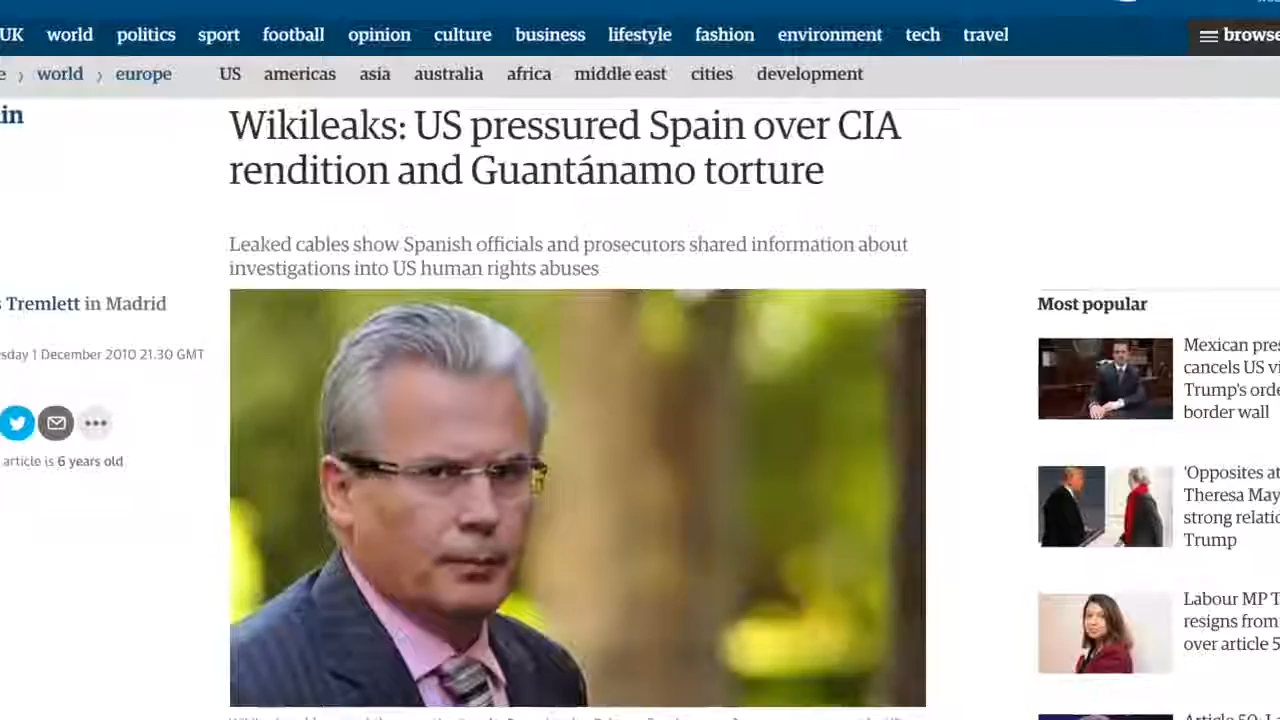 UK world politics sport football opinion culture business lifestyle fashion environment tech travel browse
world europe US americas asia australia africa middle east cities development
Wikileaks: US pressured Spain over CIA
rendition and Guantánamo torture
Leaked cables show Spanish officials and prosecutors shared information about
investigations into US human rights abuses
Tremlett in Madrid
1 December 2010 21.30 GMT
article is 6 years old
Most popular
Mexican pres
cancels US vi
Trump's orde
border wall
'Opposites at
Theresa May
strong relatio
Trump
Labour MP T
resigns from
over article 5